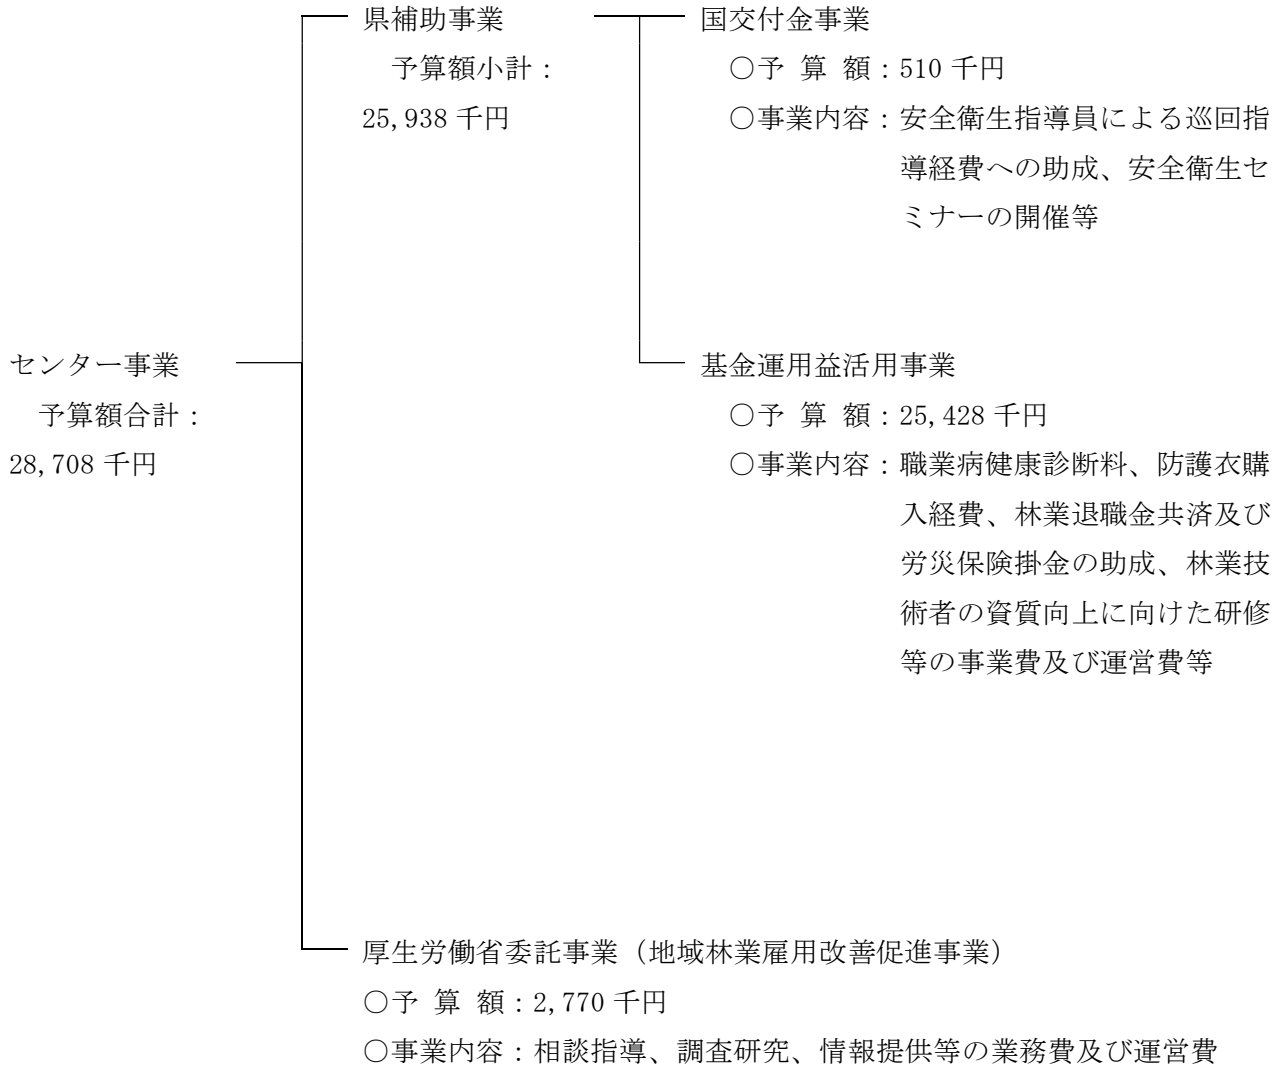 県補助事業
予算額小計：
25,938 千円
国交付金事業
○予 算 額：510 千円
○事業内容：安全衛生指導員による巡回指
導経費への助成、安全衛生セ
ミナーの開催等
センター事業
予算額合計：
28,708 千円
基金運用益活用事業
○予 算 額：25,428 千円
○事業内容：職業病健康診断料、防護衣購
入経費、林業退職金共済及び
労災保険掛金の助成、林業技
術者の資質向上に向けた研修
等の事業費及び運営費等
厚生労働省委託事業（地域林業雇用改善促進事業）
○予 算 額：2,770 千円
○事業内容：相談指導、調査研究、情報提供等の業務費及び運営費